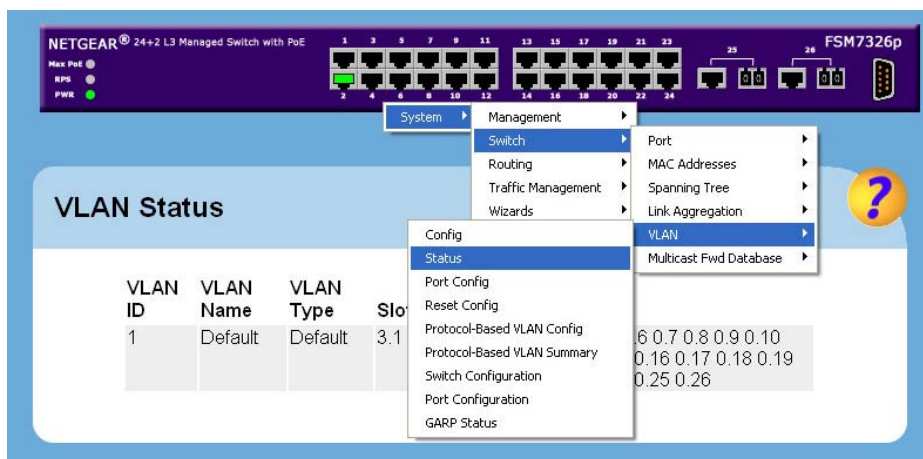 NETGEAR® 24+2 L3 Managed Switch with PoE
FSM7326p
Max PoE
RPS
PWR
1 3 5 7 9 11 13 15 17 19 21 23
25 26
2 4 6 8 10 12 14 16 18 20 22 24
System
Management
Switch
Routing
Traffic Management
Wizards
Port
MAC Addresses
Spanning Tree
Link Aggregation
VLAN
Multicast Fwd Database
Config
Status
Port Config
Reset Config
Protocol-Based VLAN Config
Protocol-Based VLAN Summary
Switch Configuration
Port Configuration
GARP Status
?
VLAN Status
VLAN ID
VLAN Name
VLAN Type
1 Default Default 3.1
0.7 0.8 0.9 0.10
0.16 0.17 0.18 0.19
0.25 0.26